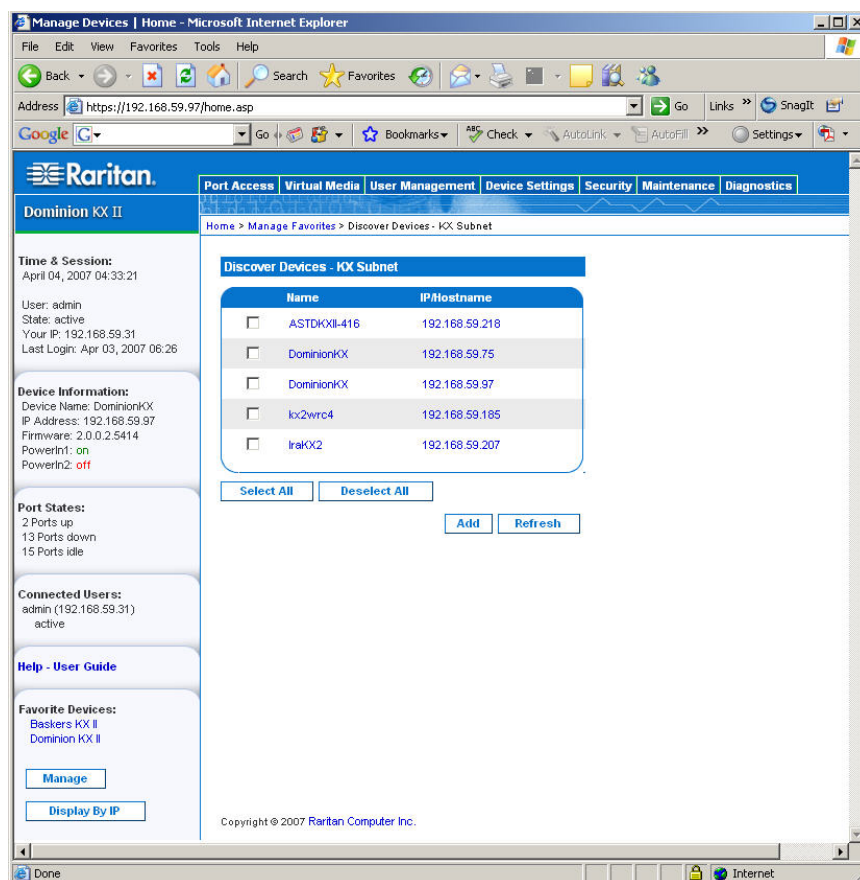 Manage Devices | Home - Microsoft Internet Explorer
File Edit View Favorites Tools Help
Back Search Favorites
Address https://192.168.59.97/home.asp Go Links » SnagIt
Google G Go Bookmarks ABC Check AutoLink AutoFill » Settings
Raritan.
Dominion KX II
Port Access Virtual Media User Management Device Settings Security Maintenance Diagnostics
Home > Manage Favorites > Discover Devices - KX Subnet
Time & Session:
April 04, 2007 04:33:21
User: admin
State: active
Your IP: 192.168.59.31
Last Login: Apr 03, 2007 06:26
Device Information:
Device Name: DominionKX
IP Address: 192.168.59.97
Firmware: 2.0.0.2.5414
PowerIn1: on
PowerIn2: off
Port States:
2 Ports up
13 Ports down
15 Ports idle
Connected Users:
admin (192.168.59.31)
active
Help - User Guide
Favorite Devices:
Baskers KX II
Dominion KX II
Manage
Display By IP
Discover Devices - KX Subnet
Name IP/Hostname
ASTDKXII-416 192.168.59.218
DominionKX 192.168.59.75
DominionKX 192.168.59.97
kx2wrc4 192.168.59.185
IraKX2 192.168.59.207
Select All Deselect All
Add Refresh
Copyright © 2007 Raritan Computer Inc.
Done Internet